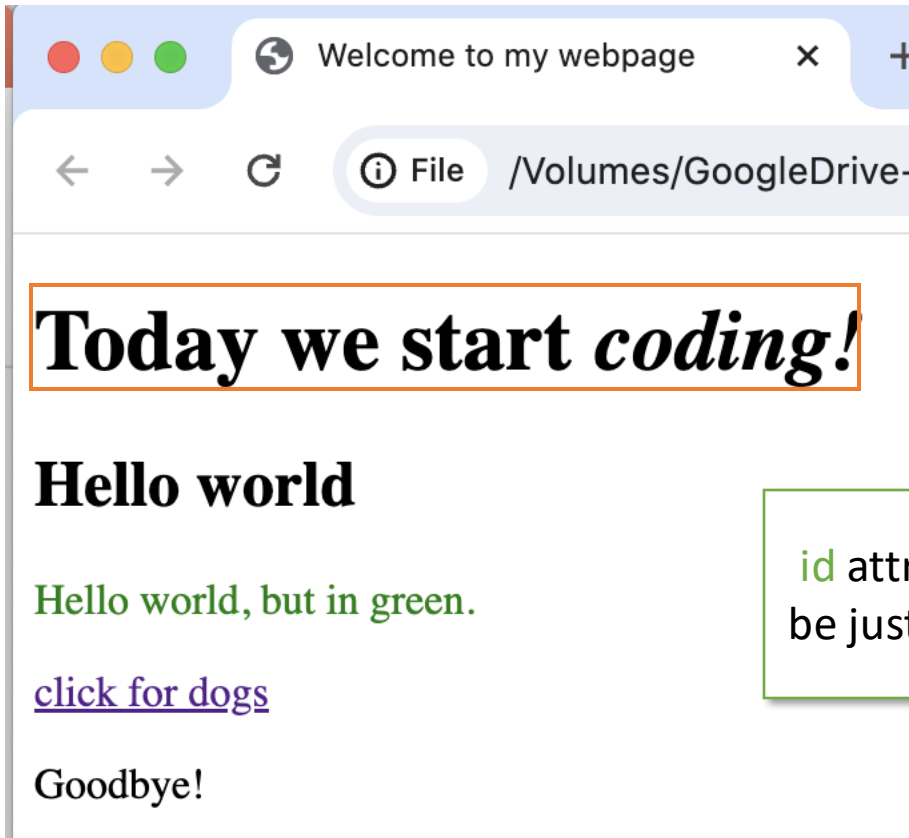 Welcome to my webpage
File /Volumes/GoogleDrive-
Today we start coding!
Hello world
id attr
be just
Hello world, but in green.
click for dogs
Goodbye!